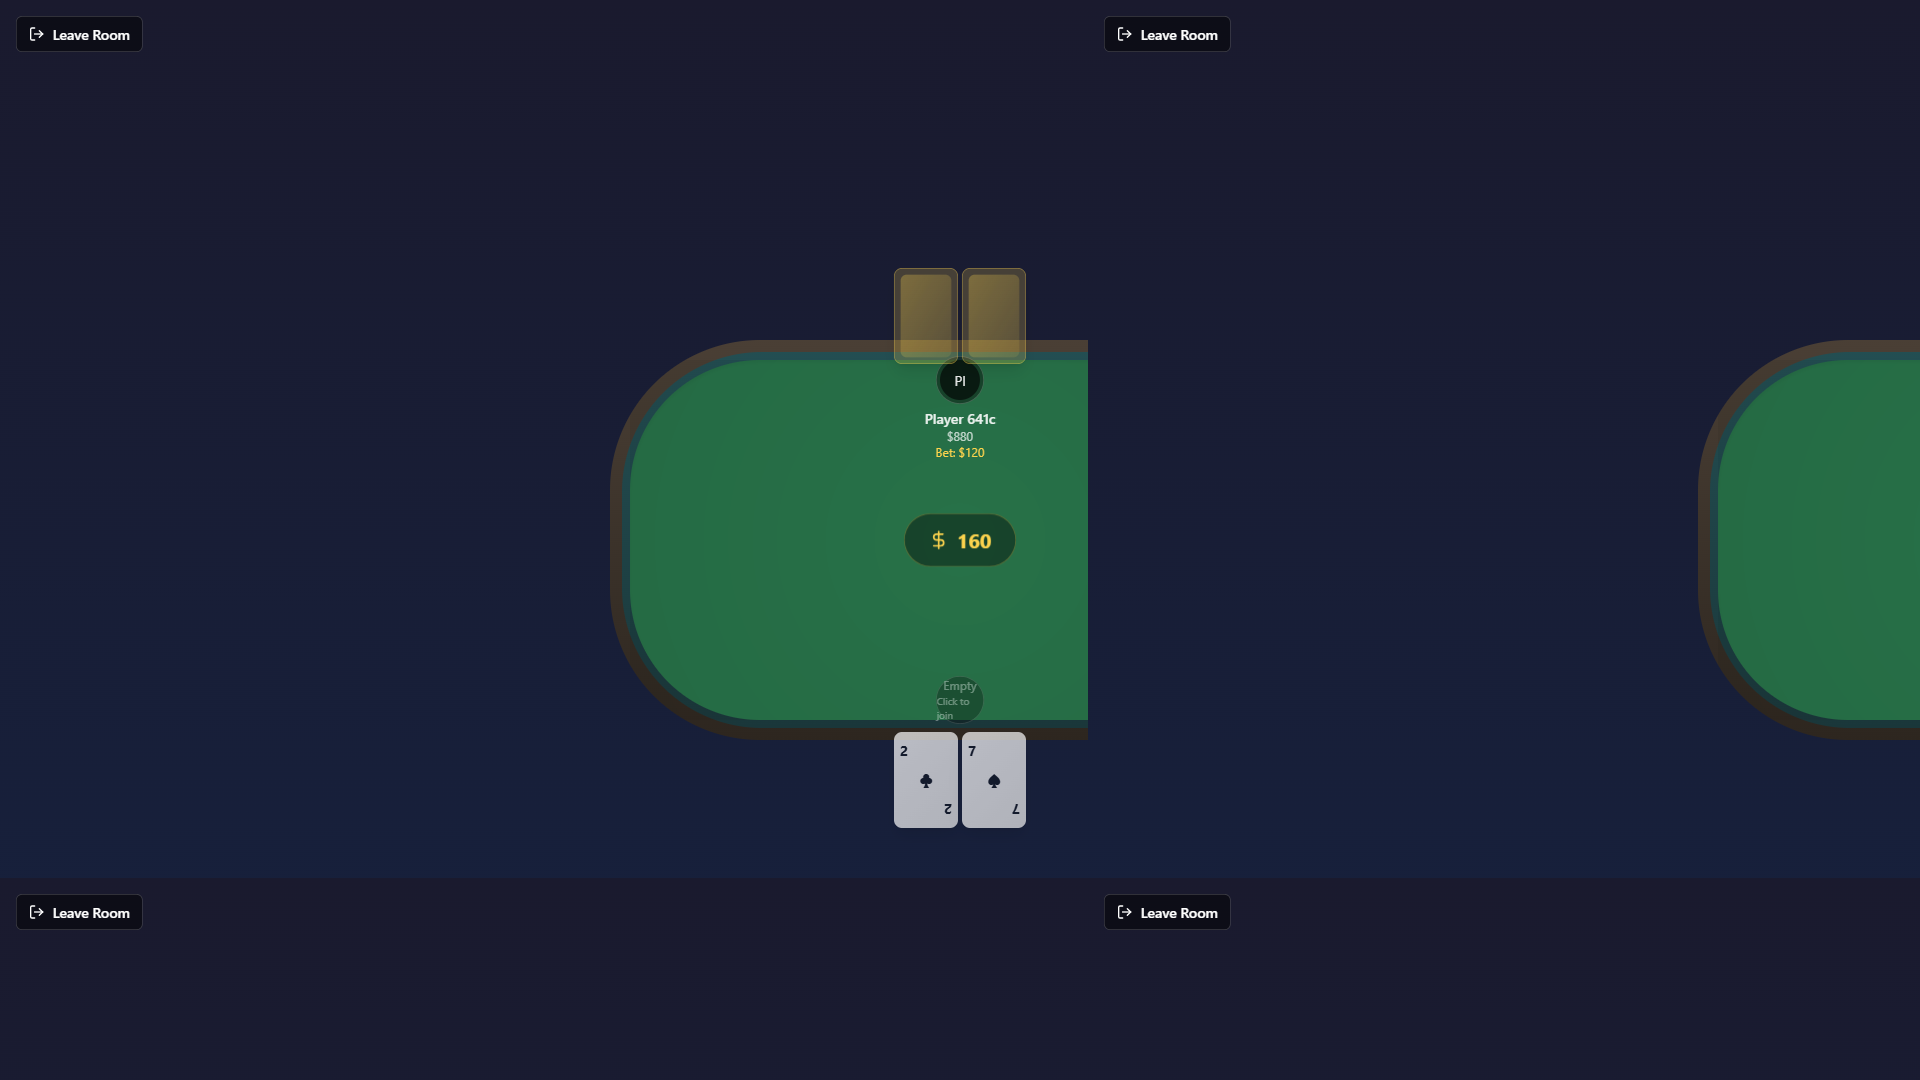 Leave Room
Leave Room
PI
Player 641c
$880
Bet: $120
$ 160
Empty
Click to
join
2
2
7
7
Leave Room
Leave Room